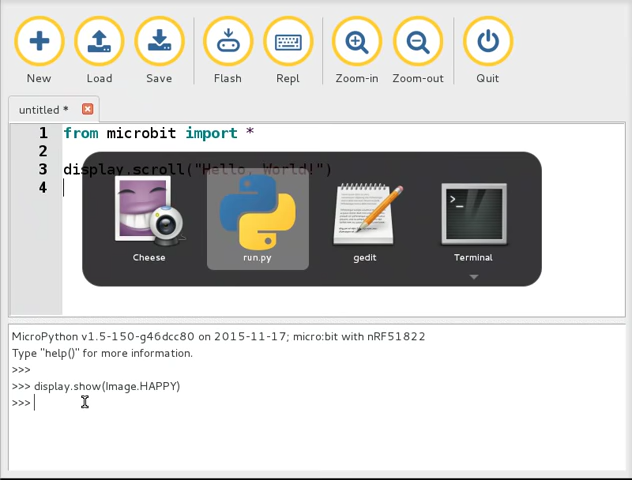 New Load Save Flash Repl Zoom-in Zoom-out Quit
untitled *
1 from microbit import *
2
3 display.scroll("Hello, World!")
4
Cheese run.py gedit Terminal
MicroPython v1.5-150-g46dcc80 on 2015-11-17; micro:bit with nRF51822
Type "help()" for more information.
>>>
>>> display.show(Image.HAPPY)
>>>